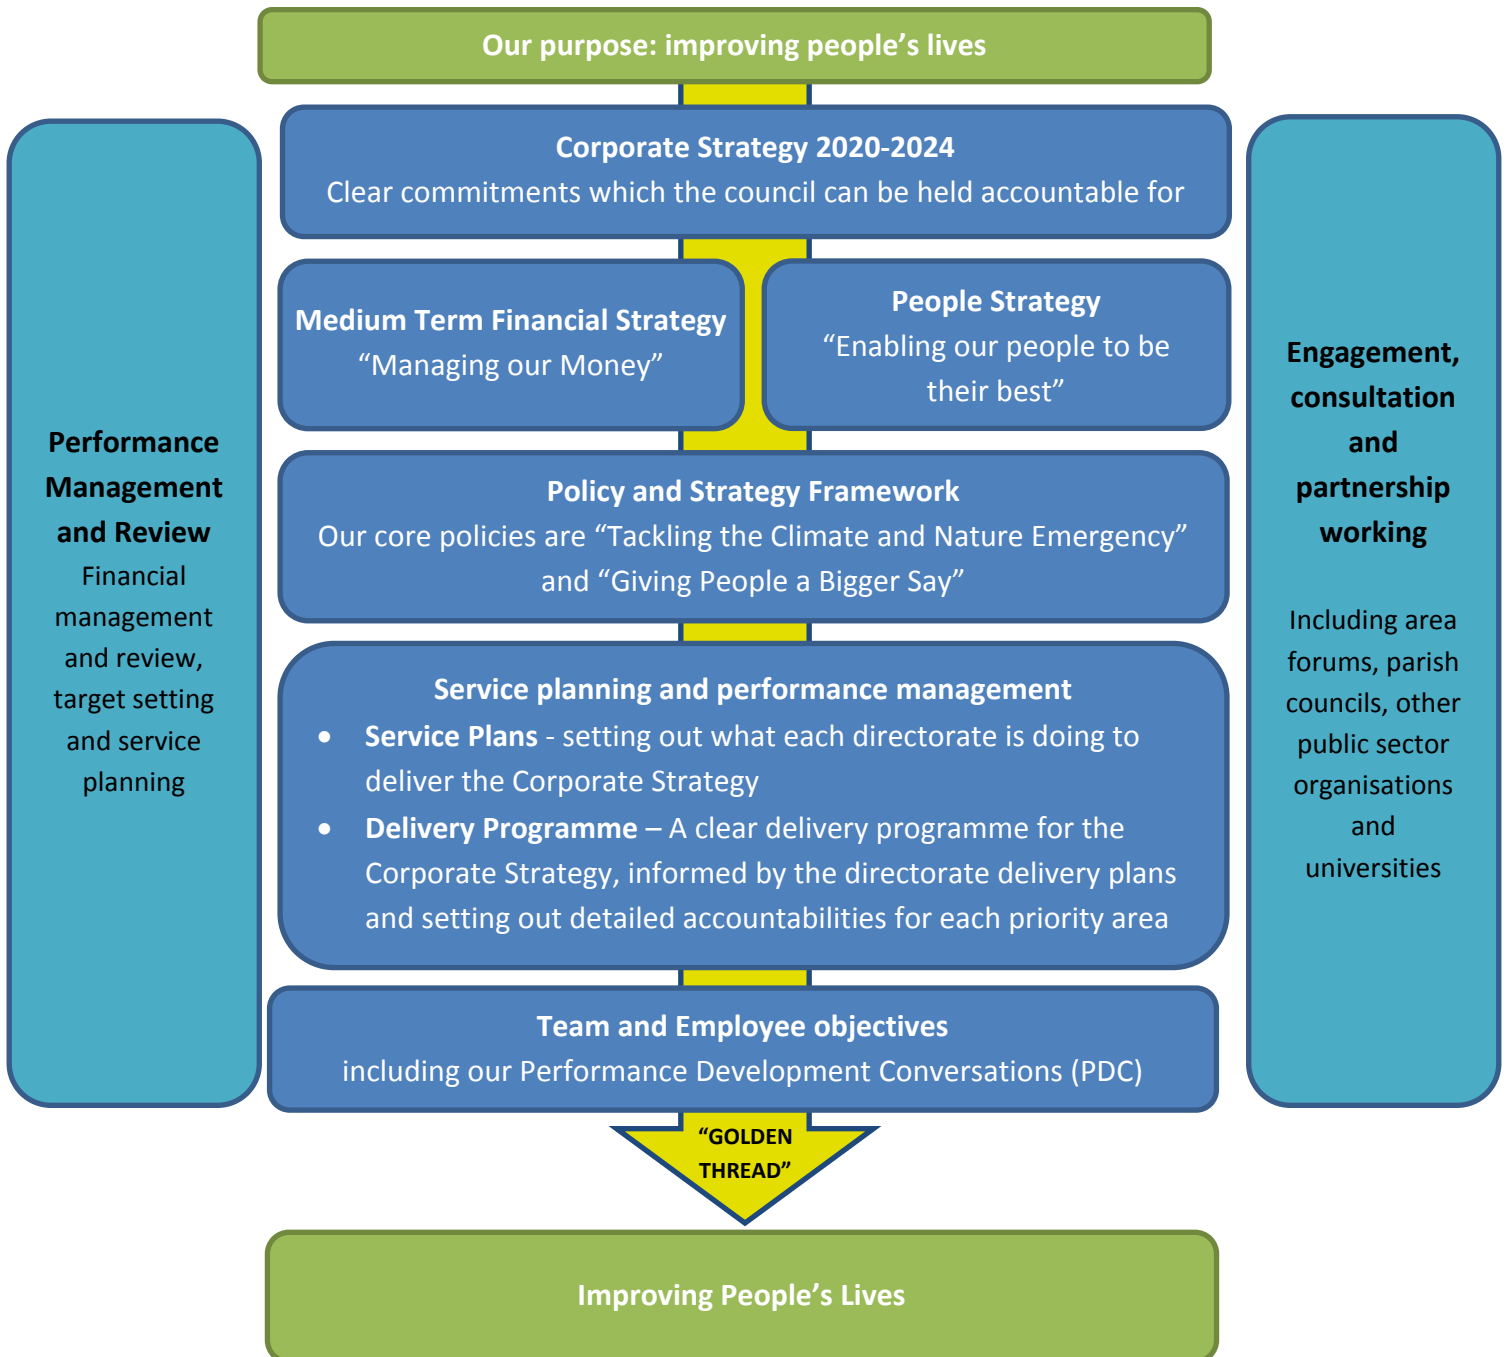 Our purpose: improving people’s lives
Corporate Strategy 2020-2024
Clear commitments which the council can be held accountable for
Medium Term Financial Strategy
“Managing our Money”
People Strategy
“Enabling our people to be
their best”
Policy and Strategy Framework
Our core policies are “Tackling the Climate and Nature Emergency”
and “Giving People a Bigger Say”
Service planning and performance management
• Service Plans - setting out what each directorate is doing to
deliver the Corporate Strategy
• Delivery Programme – A clear delivery programme for the
Corporate Strategy, informed by the directorate delivery plans
and setting out detailed accountabilities for each priority area
Team and Employee objectives
including our Performance Development Conversations (PDC)
“GOLDEN
THREAD”
Improving People’s Lives
Performance
Management
and Review
Financial
management
and review,
target setting
and service
planning
Engagement,
consultation
and
partnership
working
Including area
forums, parish
councils, other
public sector
organisations
and
universities